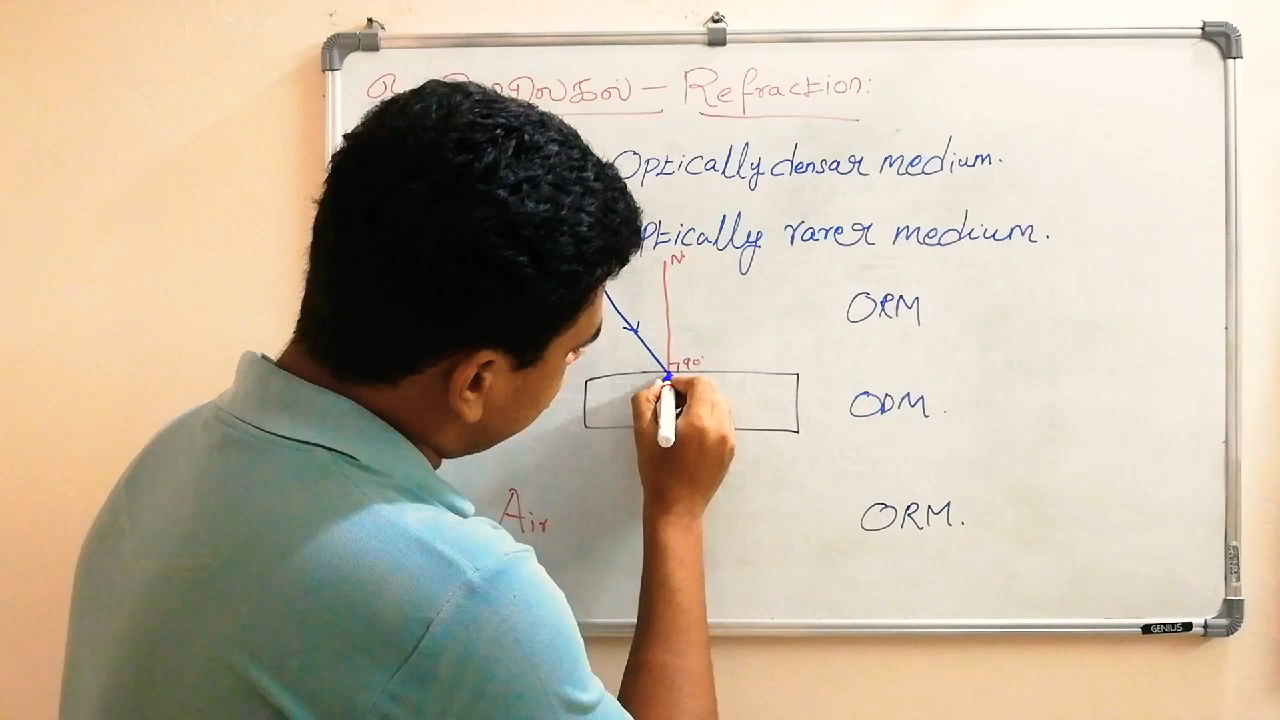 Refraction:
Optically densar medium.
ptically rarer medium.
N
ORM
90°
ODM.
Air
ORM.
GENIUS